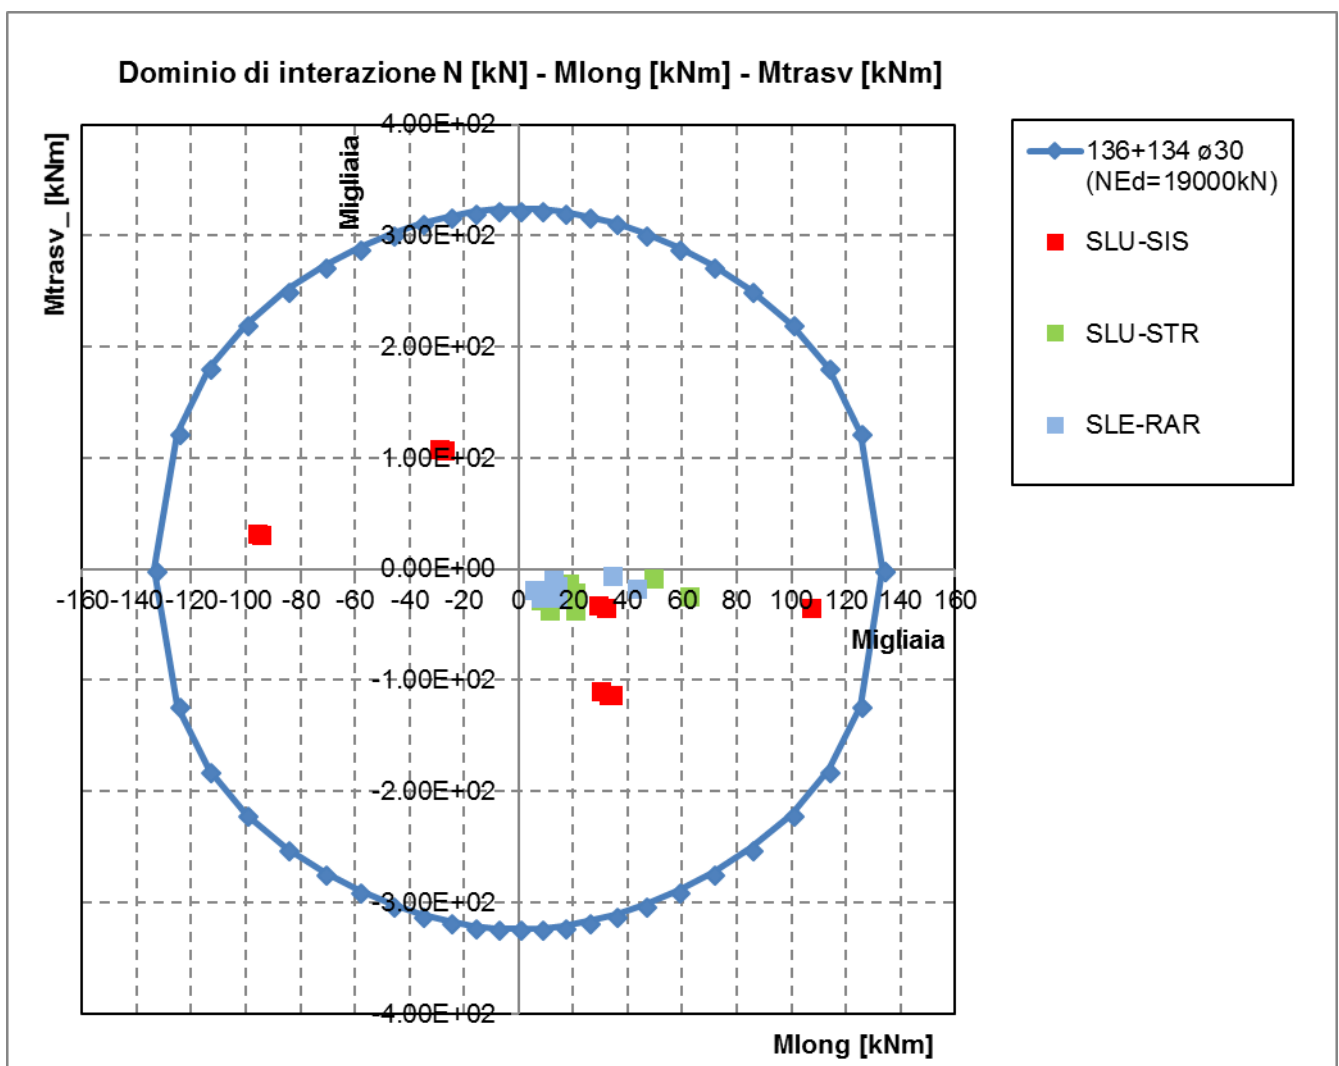 Dominio di interazione N [kN] - Mlong [kNm] - Mtrasv [kNm]
Mtrasv_ [kNm]
Migliaia
4.00E+02
3.00E+02
2.00E+02
1.00E+02
0.00E+00
-1.00E+02
-2.00E+02
-3.00E+02
-4.00E+02
-160 -140 -120 -100 -80 -60 -40 -20 0 20 40 60 80 100 120 140 160
Migliaia
Mlong [kNm]
136+134 ø30
(NEd=19000kN)
SLU-SIS
SLU-STR
SLE-RAR